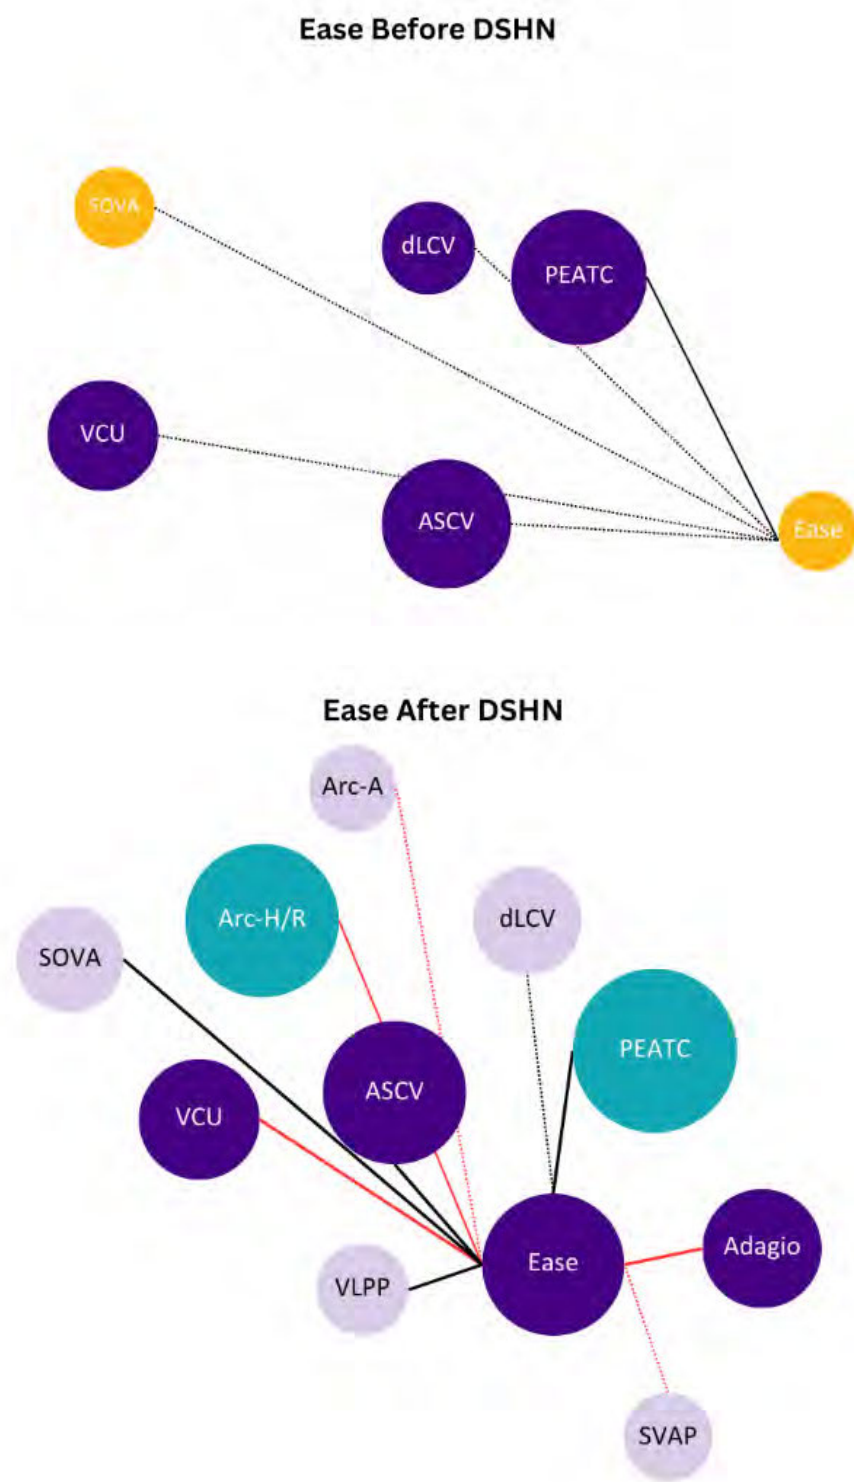 Ease Before DSHN
SOVA
dLCV
PEATC
VCU
ASCV
Ease
Ease After DSHN
Arc-A
Arc-H/R
dLCV
SOVA
PEATC
ASCV
VCU
Adagio
Ease
VLPP
SVAP